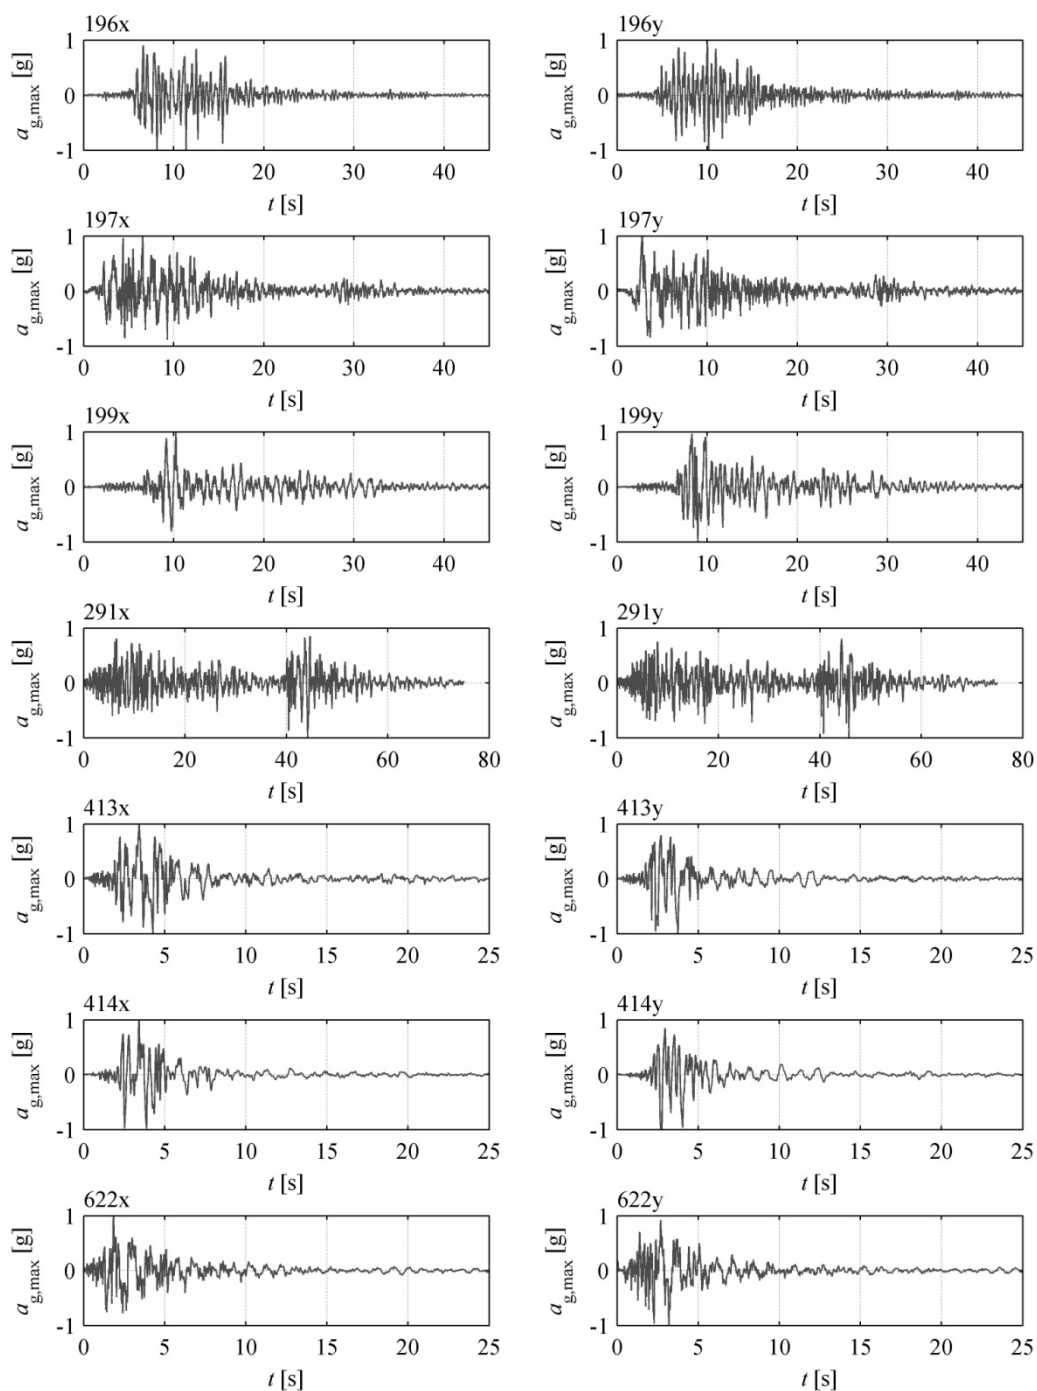 196x 196y
1 1
a g,max [g] 0 a g,max [g] 0
-1 -1
0 10 20 30 40 0 10 20 30 40
t [s] t [s]
197x 197y
1 1
a g,max [g] 0 a g,max [g] 0
-1 -1
0 10 20 30 40 0 10 20 30 40
t [s] t [s]
199x 199y
1 1
a g,max [g] 0 a g,max [g] 0
-1 -1
0 10 20 30 40 0 10 20 30 40
t [s] t [s]
291x 291y
1 1
a g,max [g] 0 a g,max [g] 0
-1 -1
0 20 40 60 80 0 20 40 60 80
t [s] t [s]
413x 413y
1 1
a g,max [g] 0 a g,max [g] 0
-1 -1
0 5 10 15 20 25 0 5 10 15 20 25
t [s] t [s]
414x 414y
1 1
a g,max [g] 0 a g,max [g] 0
-1 -1
0 5 10 15 20 25 0 5 10 15 20 25
t [s] t [s]
622x 622y
1 1
a g,max [g] 0 a g,max [g] 0
-1 -1
0 5 10 15 20 25 0 5 10 15 20 25
t [s] t [s]